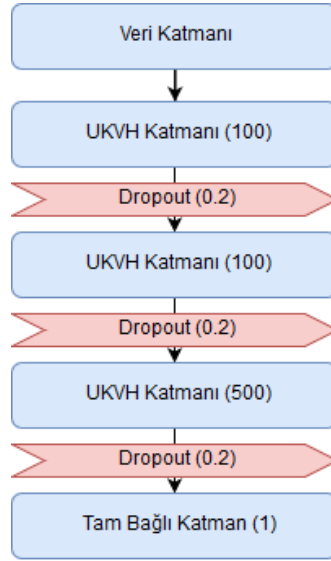 Veri Katmanı
UKVH Katmanı (100)
Dropout (0.2)
UKVH Katmanı (100)
Dropout (0.2)
UKVH Katmanı (500)
Dropout (0.2)
Tam Bağlı Katman (1)